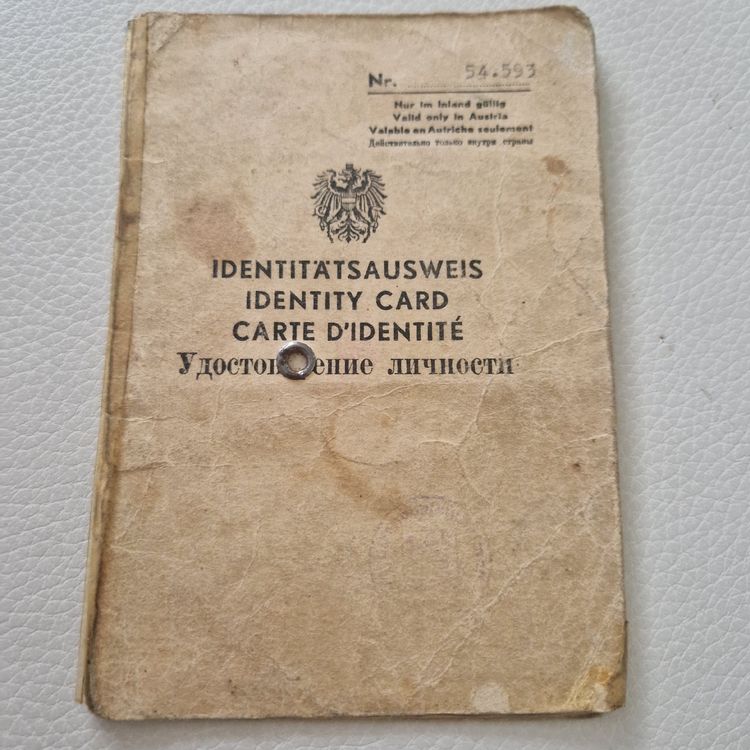 Nr. 54.593
Nur im Inland gültig
Valid only in Austria
Valable en Autriche seulement
Действительно только внутри страны
IDENTITÄTSAUSWEIS
IDENTITY CARD
CARTE D'IDENTITÉ
личности